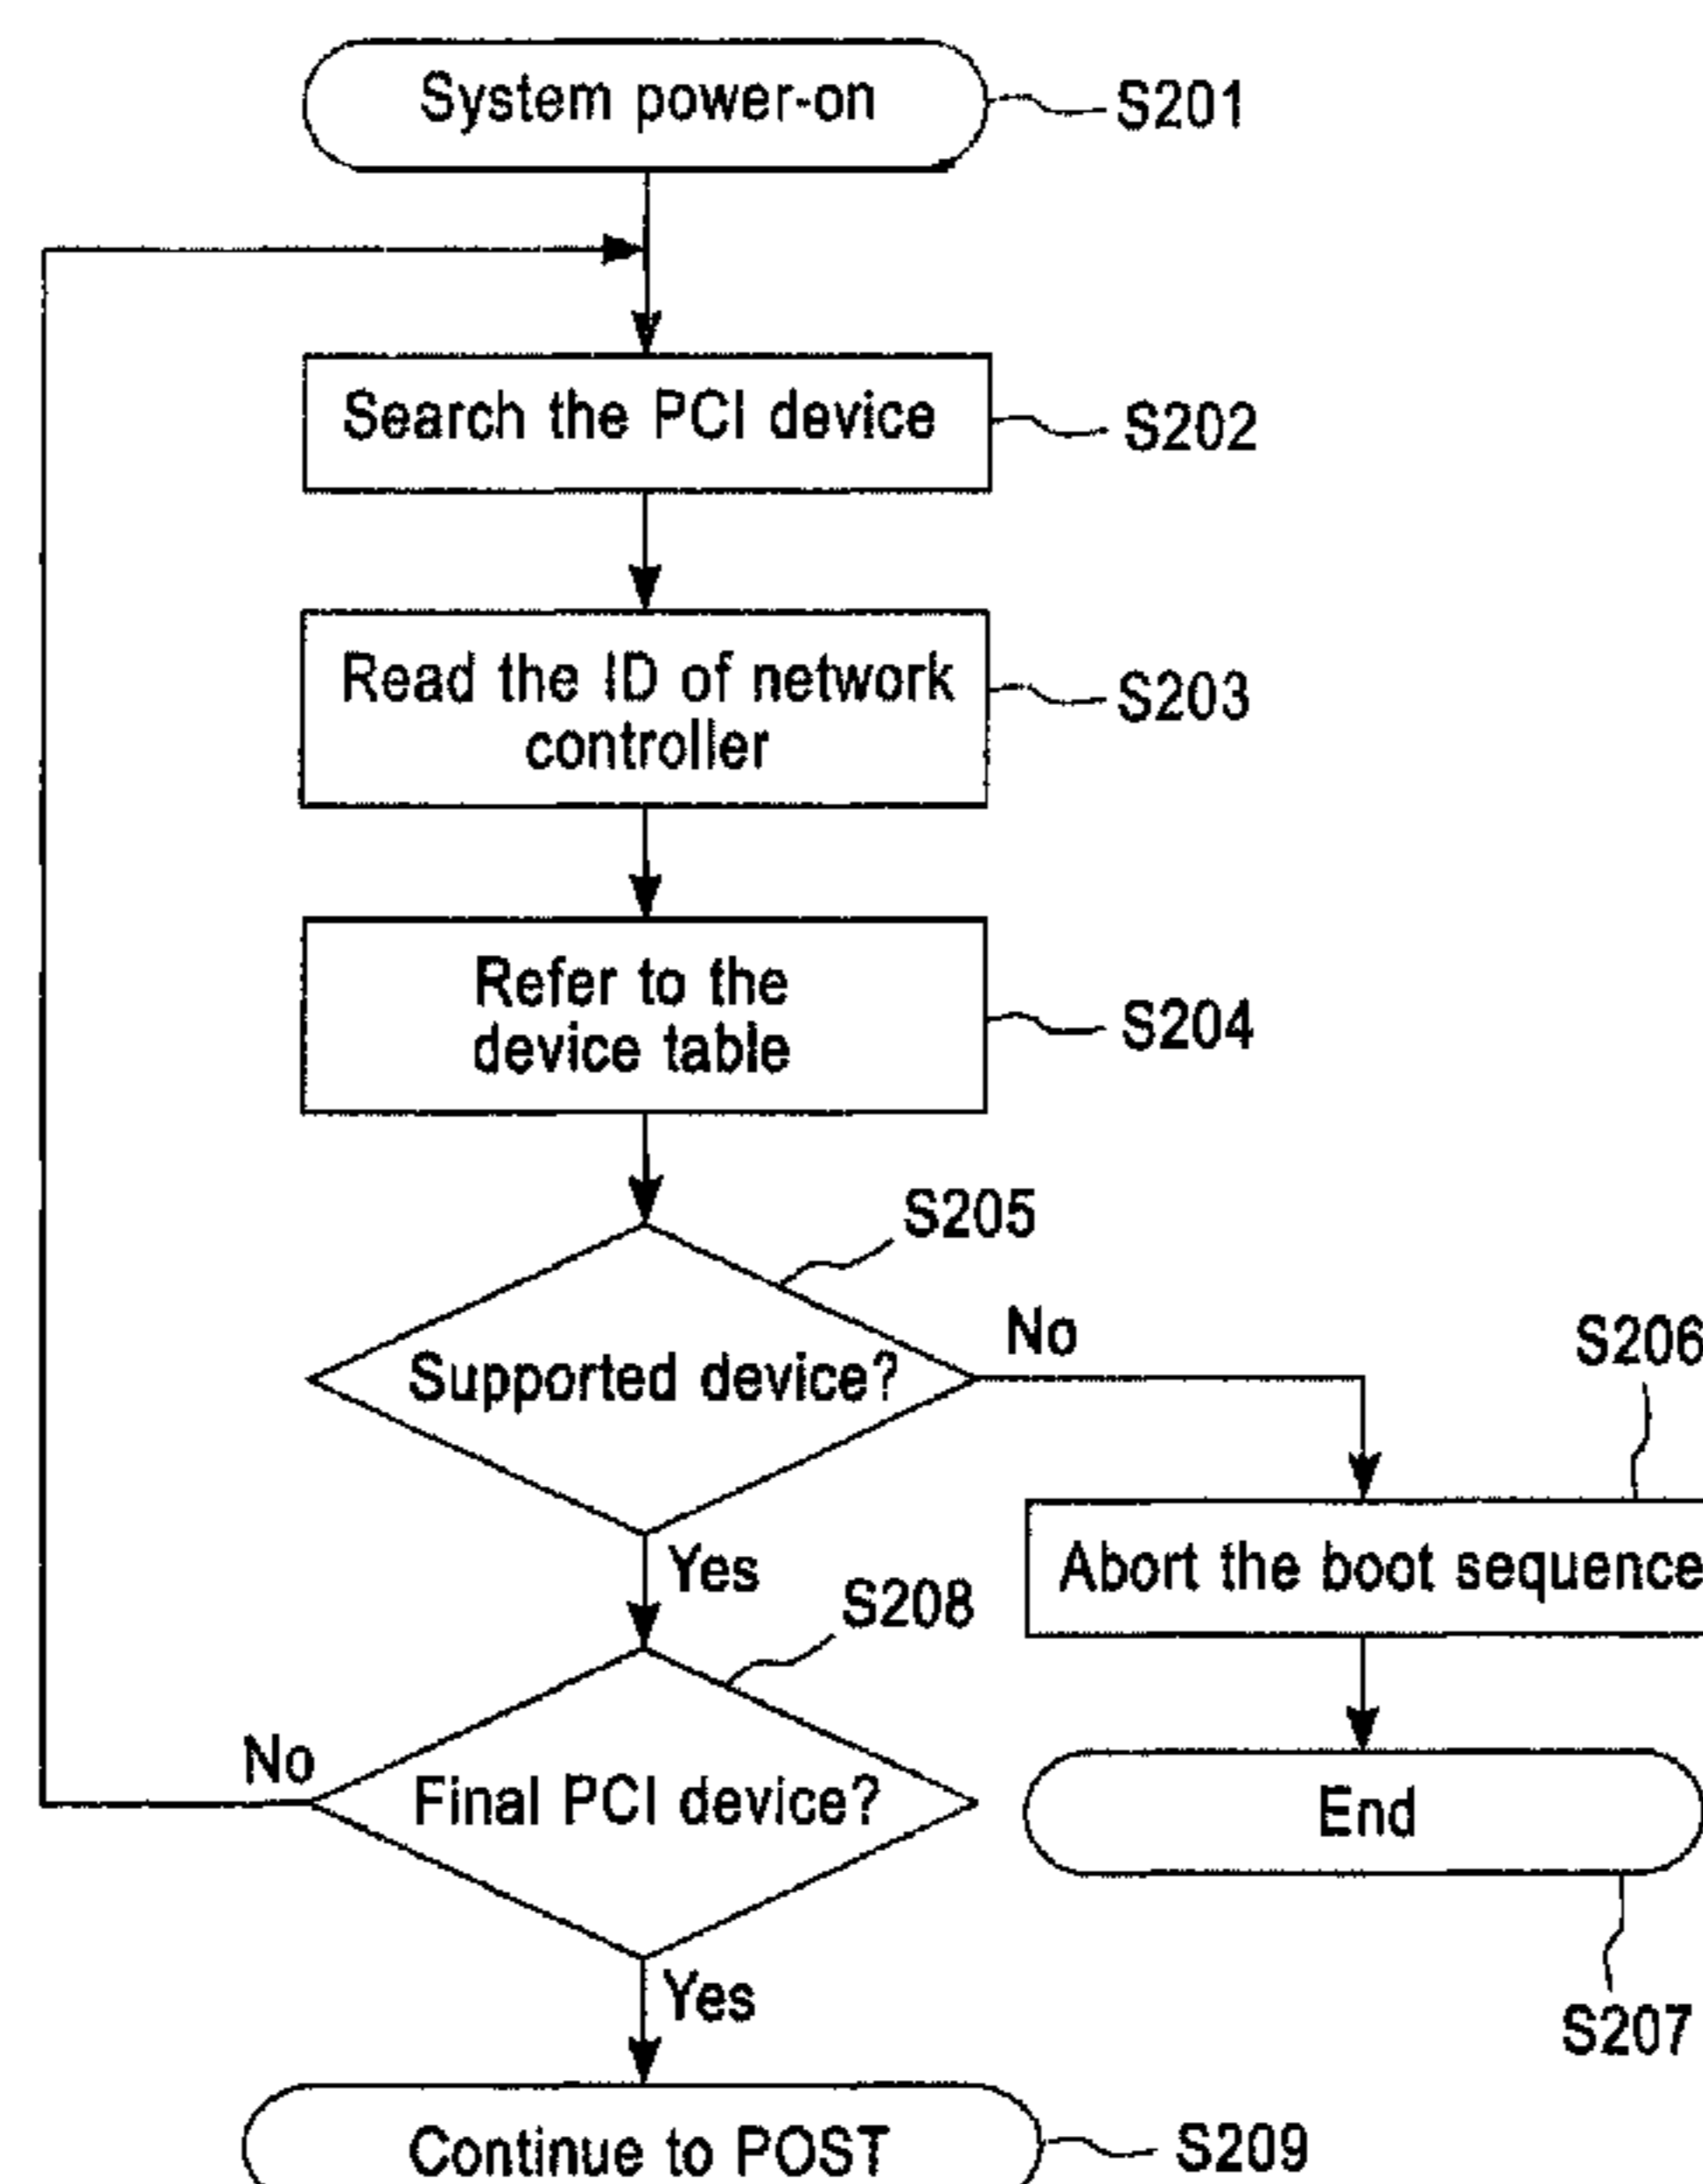 System power-on
S201
Search the PCI device
S202
Read the ID of network
controller
S203
Refer to the
device table
S204
S205
Supported device?
No
S206
Abort the boot sequence
Yes
S208
No
Final PCI device?
End
S207
Yes
Continue to POST
S209